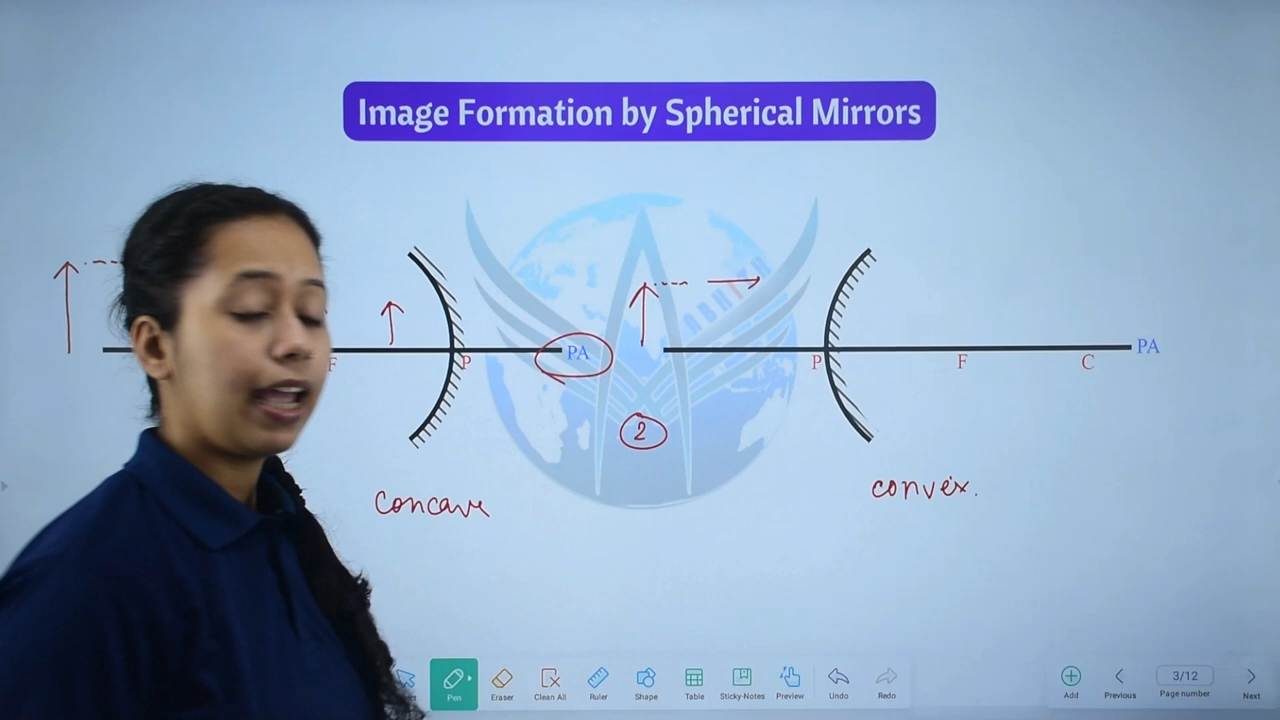 Image Formation by Spherical Mirrors
F P PA
P F C PA
2
concave
convex.
Pen
Eraser
Clean All
Ruler
Shape
Table
Sticky-Notes
Preview
Undo
Redo
Add
Previous
3/12
Page number
Next